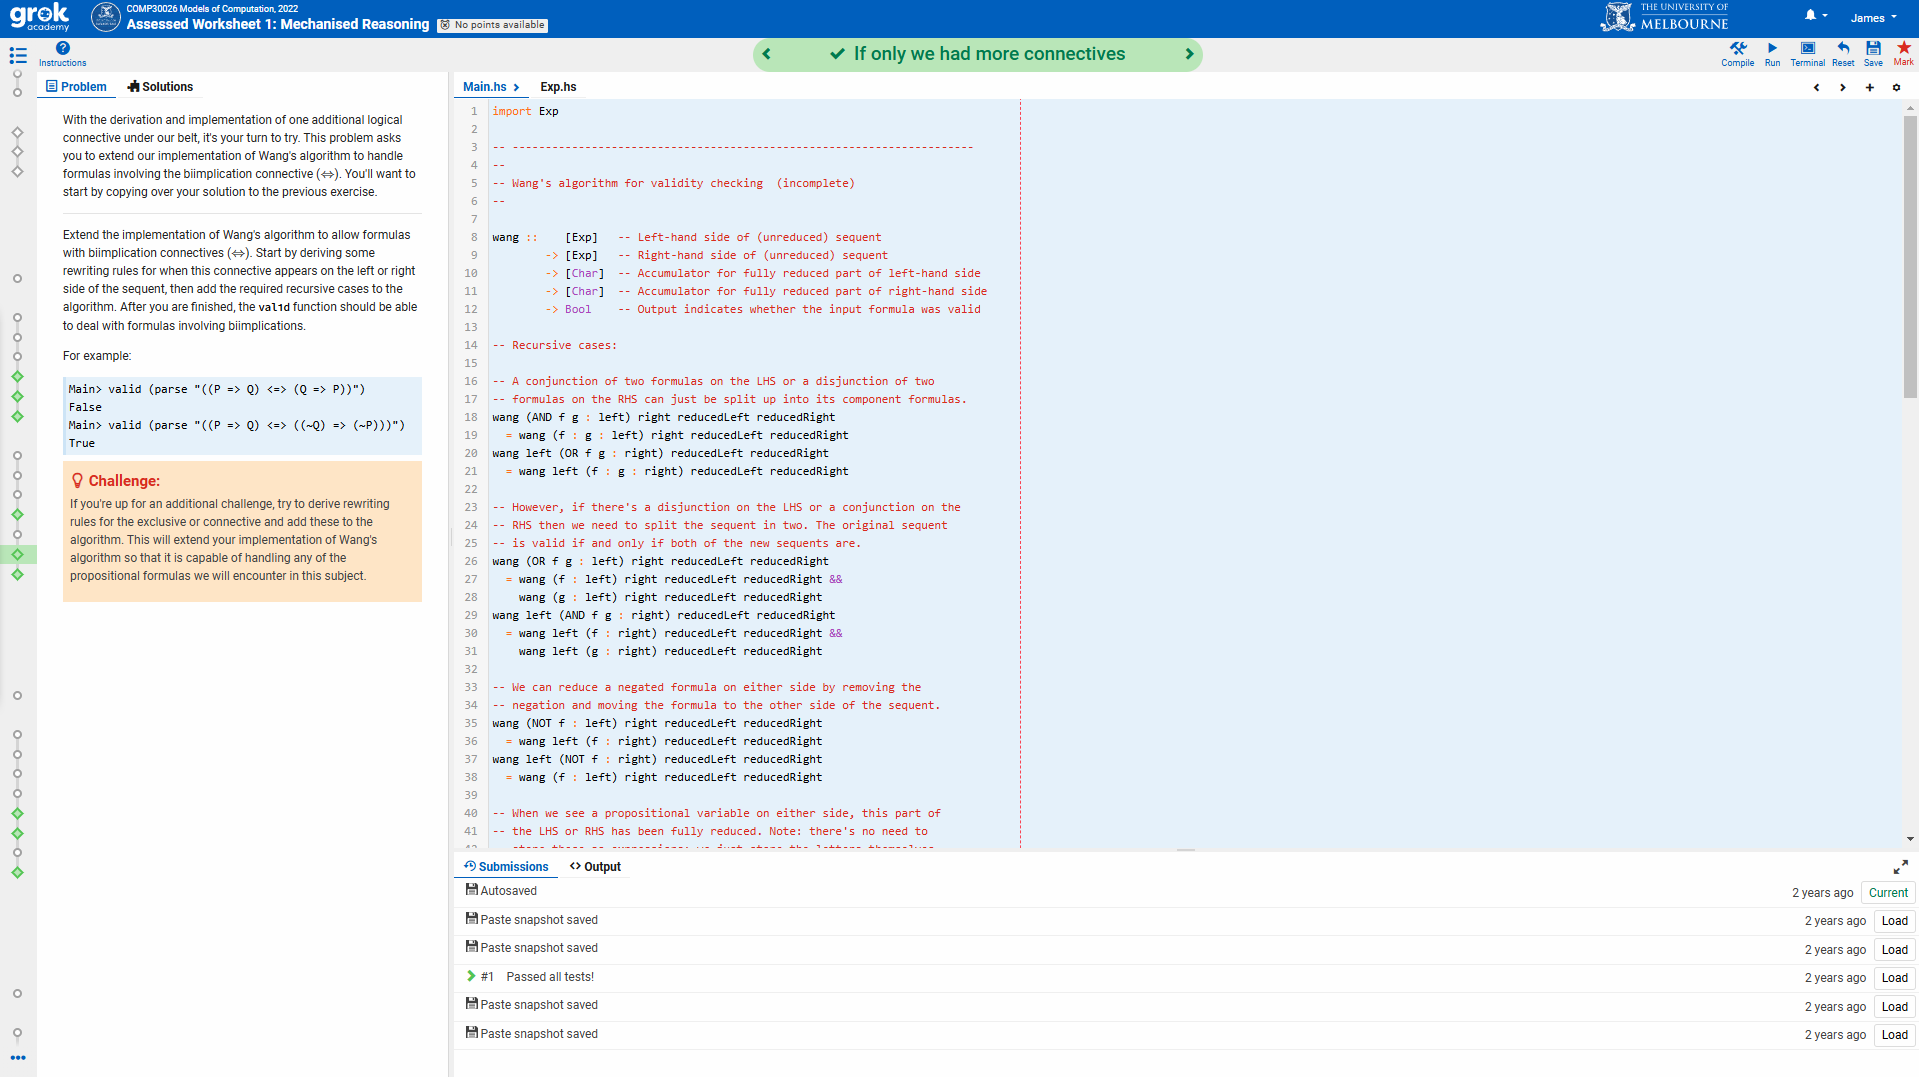 grok
academy
COMP30026 Models of Computation, 2022
Assessed Worksheet 1: Mechanised Reasoning
No points available
THE UNIVERSITY OF
MELBOURNE
James
Instructions
If only we had more connectives
Compile
Run
Terminal
Reset
Save
Mark
Problem
Solutions
With the derivation and implementation of one additional logical
connective under our belt, it's your turn to try. This problem asks
you to extend our implementation of Wang's algorithm to handle
formulas involving the biimplication connective (⇔). You'll want to
start by copying over your solution to the previous exercise.
Extend the implementation of Wang's algorithm to allow formulas
with biimplication connectives (⇔). Start by deriving some
rewriting rules for when this connective appears on the left or right
side of the sequent, then add the required recursive cases to the
algorithm. After you are finished, the valid function should be able
to deal with formulas involving biimplications.
For example:
Main> valid (parse "((P => Q) <=> (Q => P))")
False
Main> valid (parse "((P => Q) <=> ((~Q) => (~P)))")
True
Challenge:
If you're up for an additional challenge, try to derive rewriting
rules for the exclusive or connective and add these to the
algorithm. This will extend your implementation of Wang's
algorithm so that it is capable of handling any of the
propositional formulas we will encounter in this subject.
Main.hs
Exp.hs
1 import Exp
2
3 -- ----------------------------------------------------------------------
4 --
5 -- Wang's algorithm for validity checking  (incomplete)
6 --
7
8 wang ::    [Exp]   -- Left-hand side of (unreduced) sequent
9         -> [Exp]   -- Right-hand side of (unreduced) sequent
10         -> [Char]  -- Accumulator for fully reduced part of left-hand side
11         -> [Char]  -- Accumulator for fully reduced part of right-hand side
12         -> Bool    -- Output indicates whether the input formula was valid
13
14 -- Recursive cases:
15
16 -- A conjunction of two formulas on the LHS or a disjunction of two
17 -- formulas on the RHS can just be split up into its component formulas.
18 wang (AND f g : left) right reducedLeft reducedRight
19   = wang (f : g : left) right reducedLeft reducedRight
20 wang left (OR f g : right) reducedLeft reducedRight
21   = wang left (f : g : right) reducedLeft reducedRight
22
23 -- However, if there's a disjunction on the LHS or a conjunction on the
24 -- RHS then we need to split the sequent in two. The original sequent
25 -- is valid if and only if both of the new sequents are.
26 wang (OR f g : left) right reducedLeft reducedRight
27   = wang (f : left) right reducedLeft reducedRight &&
28     wang (g : left) right reducedLeft reducedRight
29 wang left (AND f g : right) reducedLeft reducedRight
30   = wang left (f : right) reducedLeft reducedRight &&
31     wang left (g : right) reducedLeft reducedRight
32
33 -- We can reduce a negated formula on either side by removing the
34 -- negation and moving the formula to the other side of the sequent.
35 wang (NOT f : left) right reducedLeft reducedRight
36   = wang left (f : right) reducedLeft reducedRight
37 wang left (NOT f : right) reducedLeft reducedRight
38   = wang (f : left) right reducedLeft reducedRight
39
40 -- When we see a propositional variable on either side, this part of
41 -- the LHS or RHS has been fully reduced. Note: there's no need to
Submissions
Output
Autosaved 2 years ago Current
Paste snapshot saved 2 years ago Load
Paste snapshot saved 2 years ago Load
#1 Passed all tests! 2 years ago Load
Paste snapshot saved 2 years ago Load
Paste snapshot saved 2 years ago Load